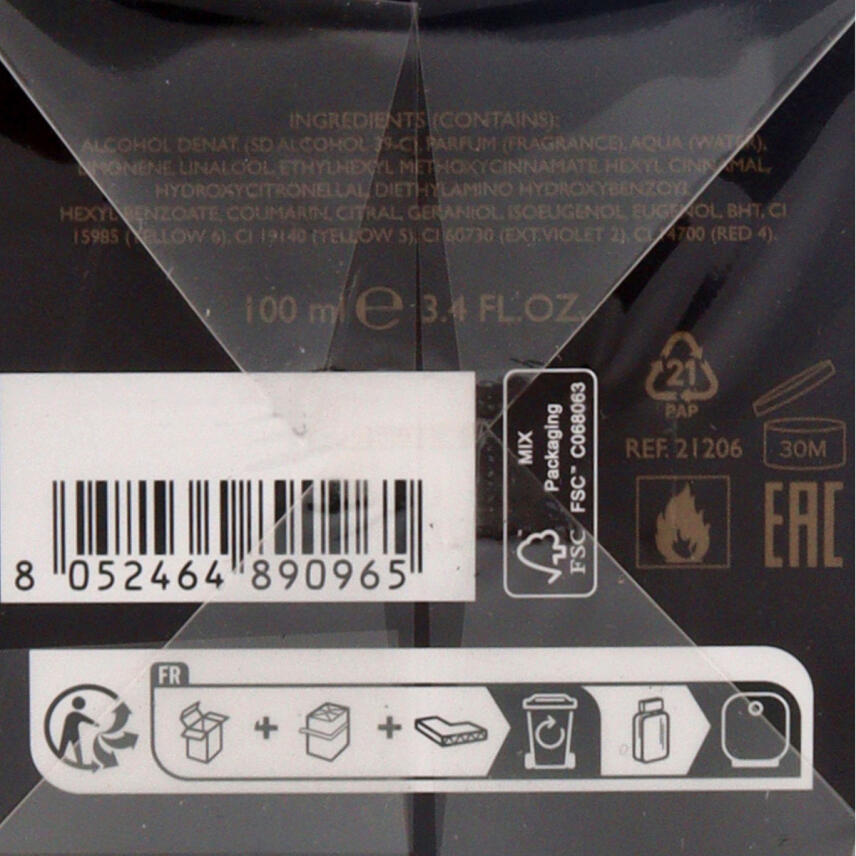 INGREDIENTS (CONTAINS):
ALCOHOL DENAT. (SD ALCOHOL 39-C), PARFUM (FRAGRANCE), AQUA (WATER),
LIMONENE, LINALOOL, ETHYLHEXYL METHOXYCINNAMATE, HEXYL CINNAMAL,
HYDROXYCITRONELLAL, DIETHYLAMINO HYDROXYBENZOYL
HEXYL BENZOATE, COUMARIN, CITRAL, GERANIOL, ISOEUGENOL, EUGENOL, BHT, CI
15985 (YELLOW 6), CI 19140 (YELLOW 5), CI 60730 (EXT.VIOLET 2), CI 14700 (RED 4).
100 ml e 3.4 FL.OZ.
21
PAP
REF. 21206
30M
EAC
MIX
Packaging
FSC™ C068063
FSC
8 052464 890965
FR